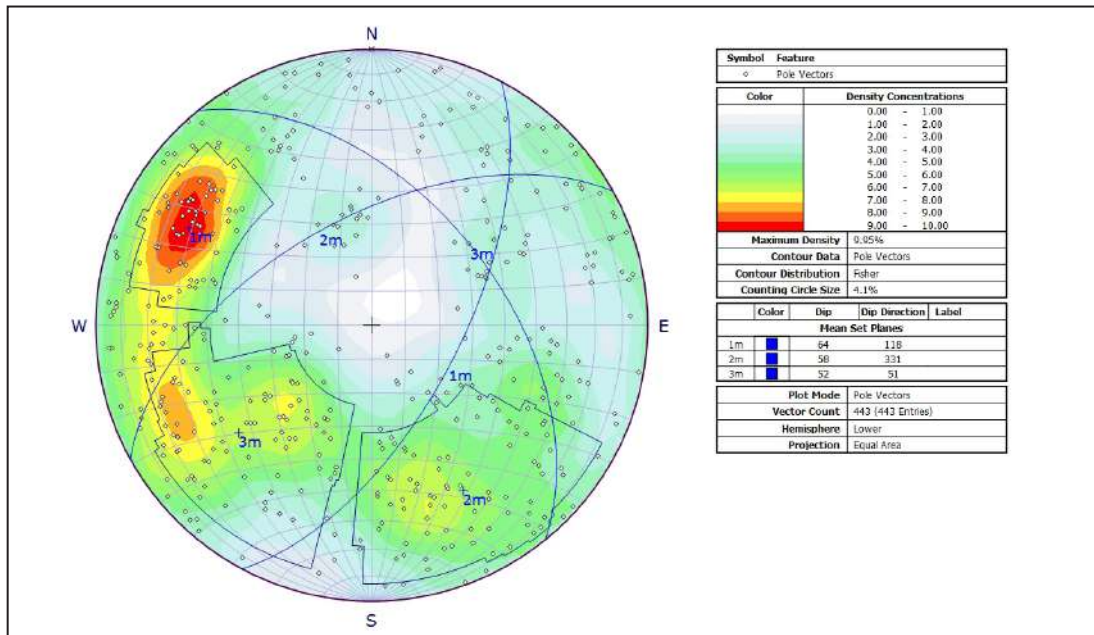 N
2m
3m
1m
W
E
1m
3m
2m
S
Symbol Feature
Pole Vectors
Color Density Concentrations
0.00 - 1.00
1.00 - 2.00
2.00 - 3.00
3.00 - 4.00
4.00 - 5.00
5.00 - 6.00
6.00 - 7.00
7.00 - 8.00
8.00 - 9.00
9.00 - 10.00
Maximum Density 9.95%
Contour Data Pole Vectors
Contour Distribution Fisher
Counting Circle Size 4.1%
Color Dip Dip Direction Label
Mean Set Planes
1m 64 118
2m 58 331
3m 52 51
Plot Mode Pole Vectors
Vector Count 443 (443 Entries)
Hemisphere Lower
Projection Equal Area